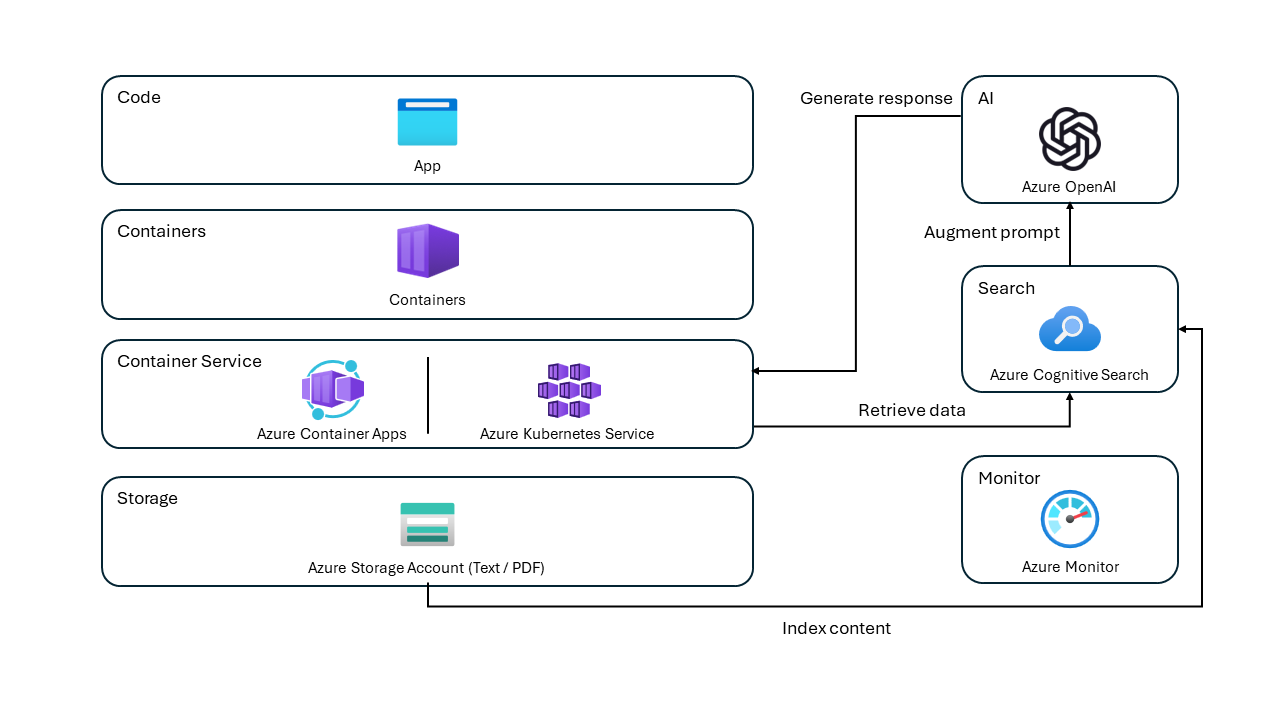 Code
App
Containers
Containers
Container Service
Azure Container Apps
Azure Kubernetes Service
Storage
Azure Storage Account (Text / PDF)
Generate response
AI
Azure OpenAI
Augment prompt
Search
Azure Cognitive Search
Retrieve data
Monitor
Azure Monitor
Index content